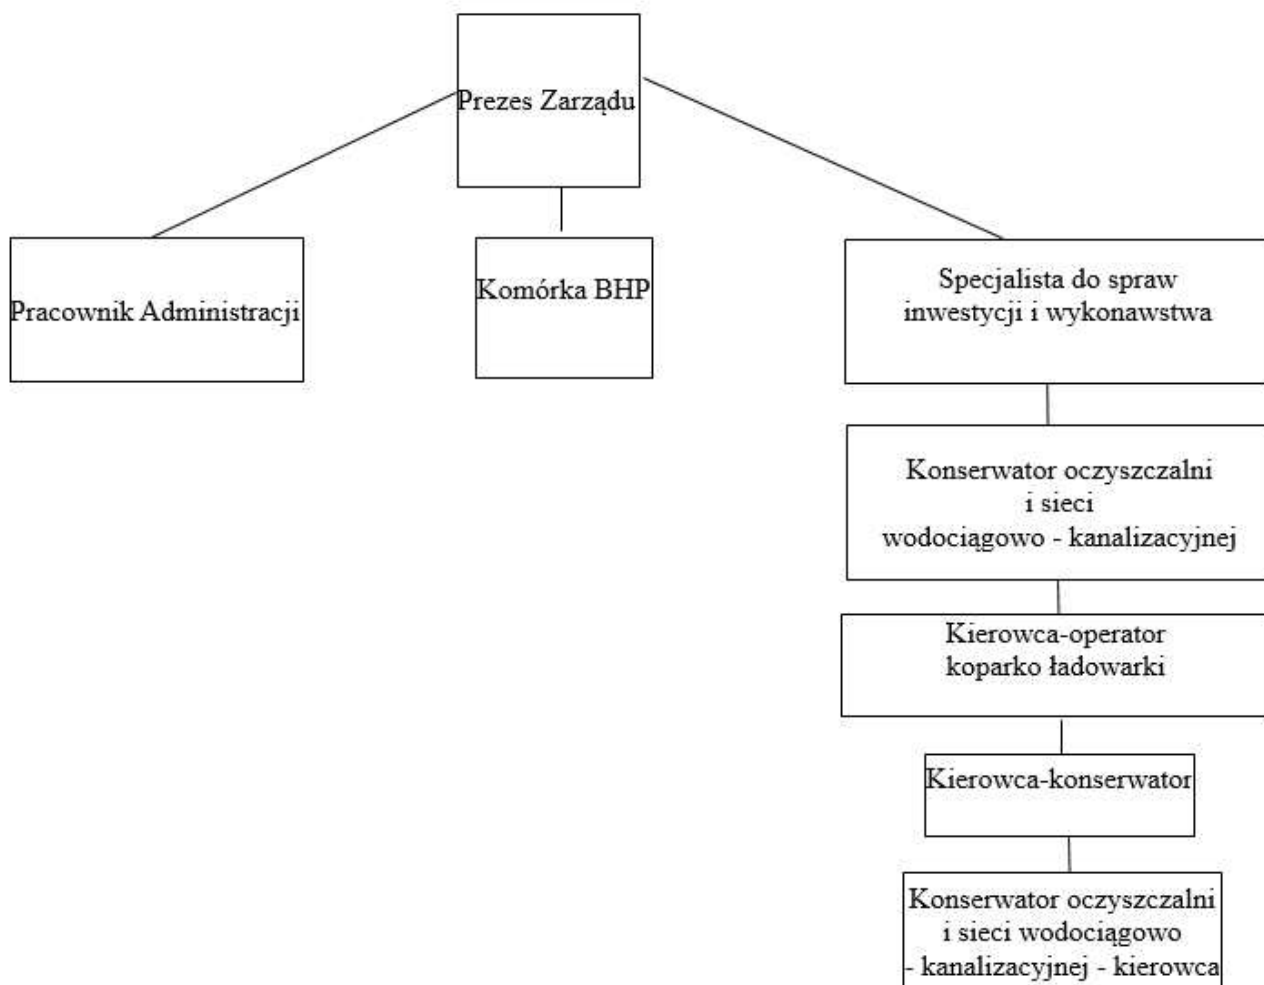 Prezes Zarządu
Pracownik Administracji
Komórka BHP
Specjalista do spraw
inwestycji i wykonawstwa
Konserwator oczyszczalni
i sieci
wodociągowo - kanalizacyjnej
Kierowca-operator
koparko ładowarki
Kierowca-konserwator
Konserwator oczyszczalni
i sieci wodociągowo
- kanalizacyjnej - kierowca